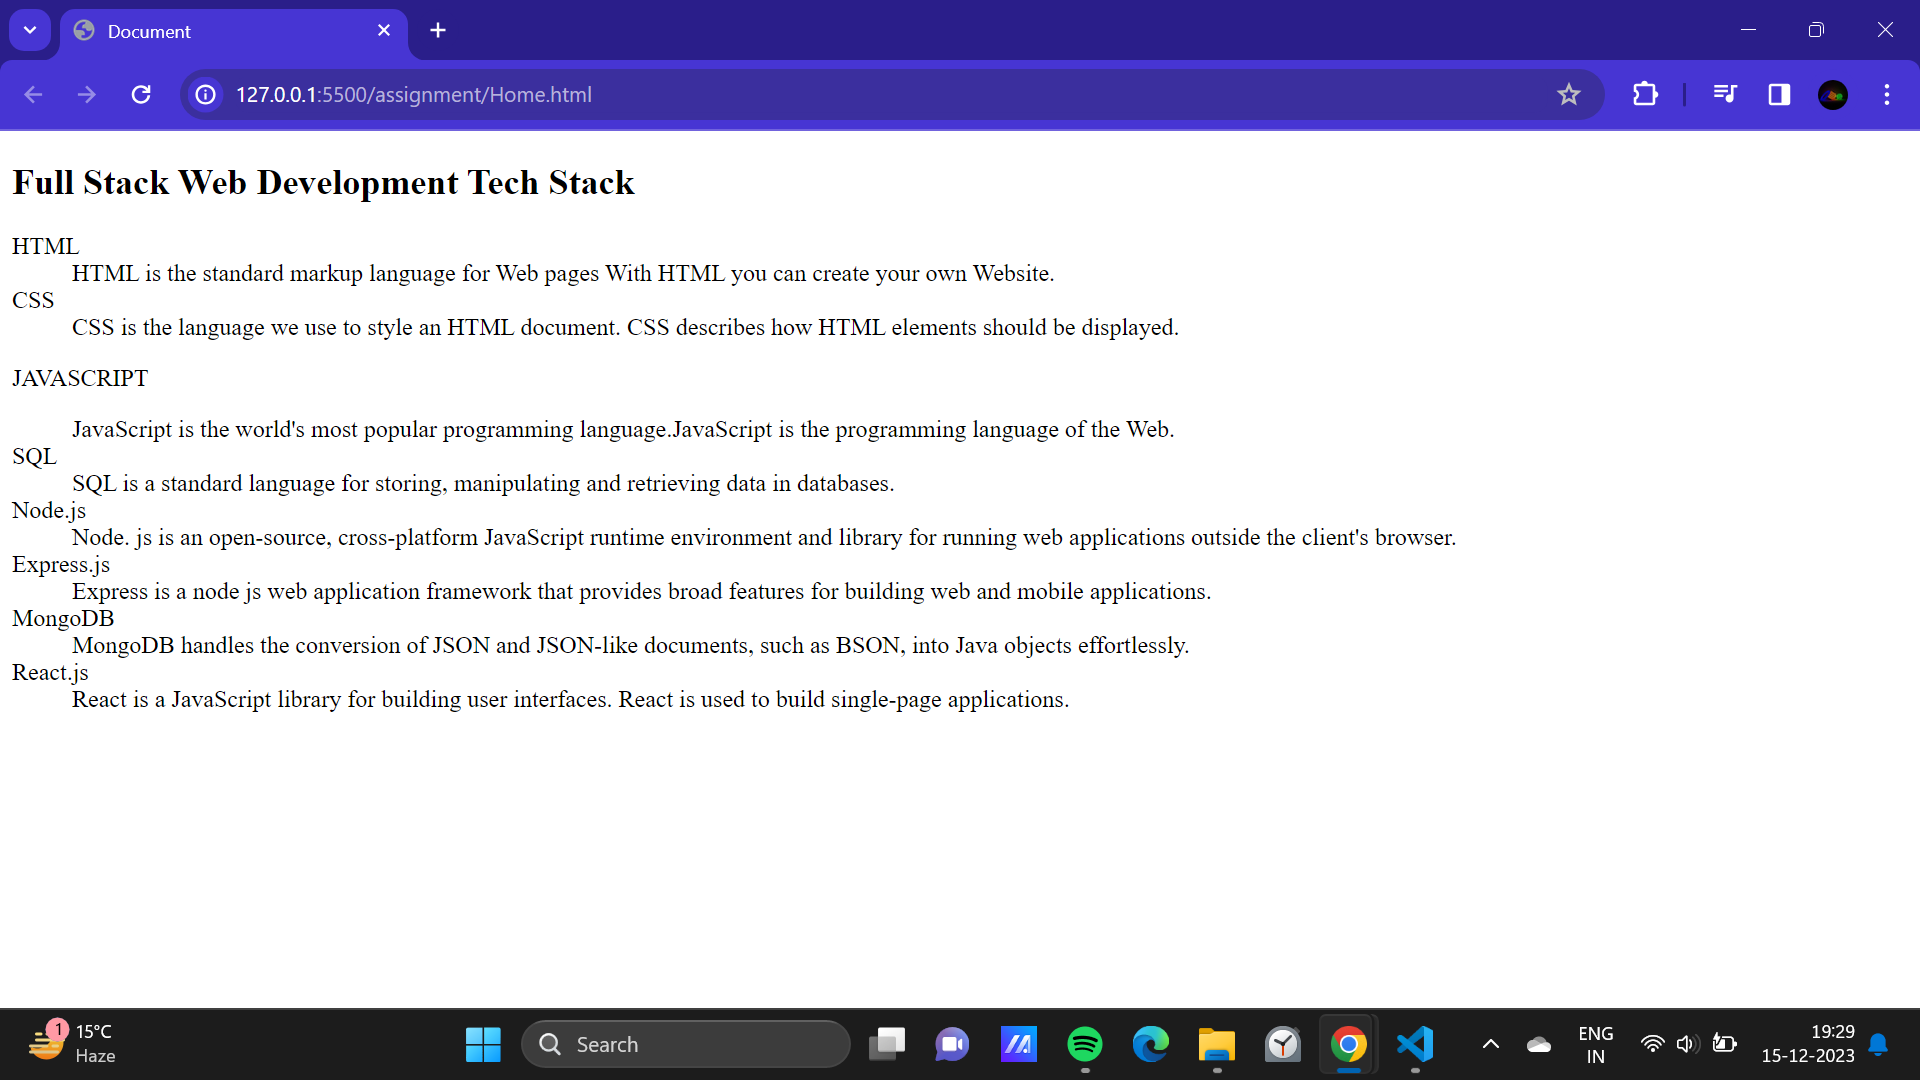 Document
127.0.0.1:5500/assignment/Home.html
Full Stack Web Development Tech Stack
HTML
HTML is the standard markup language for Web pages With HTML you can create your own Website.
CSS
CSS is the language we use to style an HTML document. CSS describes how HTML elements should be displayed.
JAVASCRIPT
JavaScript is the world's most popular programming language.JavaScript is the programming language of the Web.
SQL
SQL is a standard language for storing, manipulating and retrieving data in databases.
Node.js
Node. js is an open-source, cross-platform JavaScript runtime environment and library for running web applications outside the client's browser.
Express.js
Express is a node js web application framework that provides broad features for building web and mobile applications.
MongoDB
MongoDB handles the conversion of JSON and JSON-like documents, such as BSON, into Java objects effortlessly.
React.js
React is a JavaScript library for building user interfaces. React is used to build single-page applications.
1
15°C
Haze
Search
ENG
IN
19:29
15-12-2023